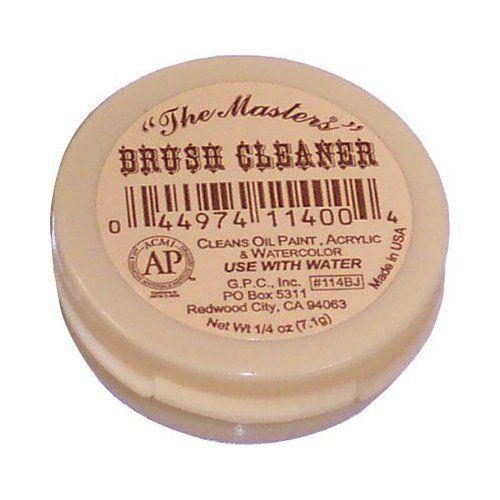 "The Masters"
BRUSH CLEANER
0 44974 11400 4
CLEANS OIL PAINT, ACRYLIC
& WATERCOLOR
USE WITH WATER
ACMI
AP
G.P.C., Inc. #114BJ
PO Box 5311
Redwood City, CA 94063
Net Wt 1/4 oz (7.1g)
Made in USA